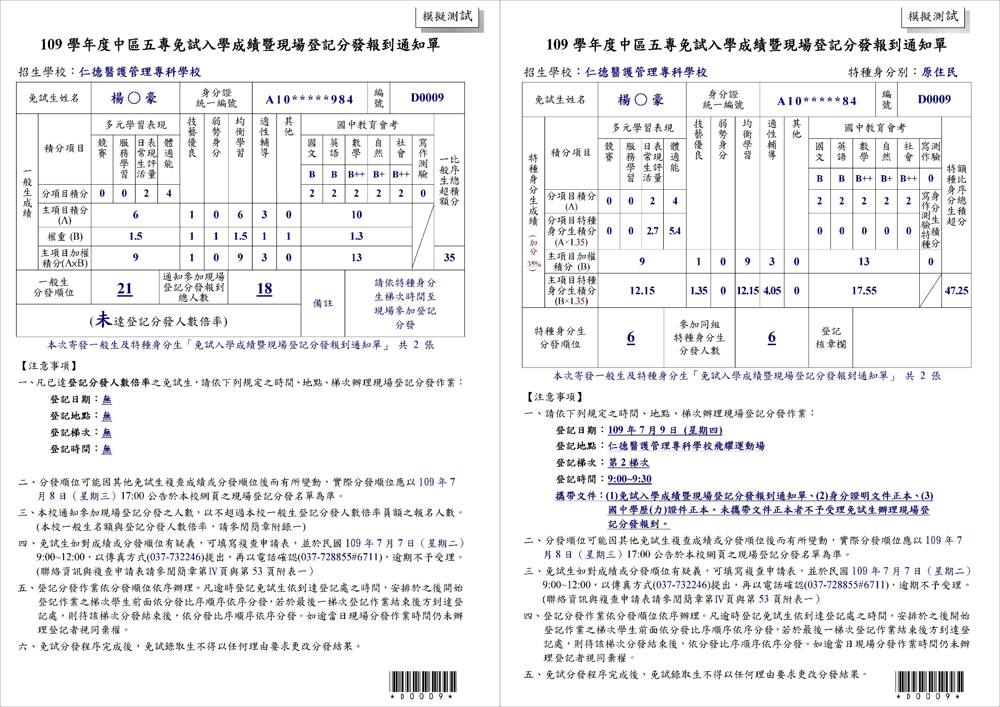 模擬測試
109 學年度中區五專免試入學成績暨現場登記分發報到通知單
招生學校：仁德醫護管理專科學校
免試生姓名 楊〇豪 身分證統一編號 A10*****984 編號 D0009
一般生成績 積分項目 多元學習表現 技藝優良 弱勢身分 均衡學習 適性輔導 其他 國中教育會考 一般生超額比序總積分
競賽 服務學習 日常生活表現評量 體適能 國文 英語 數學 自然 社會 寫作測驗
B B B++ B+ B++
分項目積分 0 0 2 4 2 2 2 2 2 0
主項目積分(A) 6 1 0 6 3 0 10
權重 (B) 1.5 1 1 1.5 1 1 1.3
主項目加權積分(AxB) 9 1 0 9 3 0 13 35
一般生分發順位 21 通知參加現場登記分發報到總人數 18 備註 請依特種身分生梯次時間至現場參加登記分發
(未達登記分發人數倍率)
本次寄發一般生及特種身分生「免試入學成績暨現場登記分發報到通知單」 共 2 張
【注意事項】
一、凡已達登記分發人數倍率之免試生，請依下列規定之時間、地點、梯次辦理現場登記分發作業：
登記日期：無
登記地點：無
登記梯次：無
登記時間：無
二、分發順位可能因其他免試生複查成績或分發順位後而有所變動，實際分發順位應以 109 年 7
月 8 日（星期三）17:00 公告於本校網頁之現場登記分發名單為準。
三、本校通知參加現場登記分發之人數，以不超過本校一般生登記分發人數倍率員額之報名人數。
(本校一般生名額與登記分發人數倍率，請參閱簡章附錄一)
四、免試生如對成績或分發順位有疑義，可填寫複查申請表，並於民國 109 年 7 月 7 日（星期二）
9:00~12:00，以傳真方式(037-732246)提出，再以電話確認(037-728855#6711)，逾期不予受理。
(聯絡資訊與複查申請表請參閱簡章第Ⅳ頁與第 53 頁附表一）
五、登記分發作業依分發順位依序辦理。凡逾時登記免試生依到達登記處之時間，安排於之後開始
登記作業之梯次學生前面依分發比序順序依序分發，若於最後一梯次登記作業結束後方到達登
記處，則待該梯次分發結束後，依分發比序順序依序分發。如逾當日現場分發作業時間仍未辦
理登記者視同棄權。
六、免試分發程序完成後，免試錄取生不得以任何理由要求更改分發結果。
*D0009*
模擬測試
109 學年度中區五專免試入學成績暨現場登記分發報到通知單
招生學校：仁德醫護管理專科學校 特種身分別：原住民
免試生姓名 楊〇豪 身分證統一編號 A10*****84 編號 D0009
特種身分生成績（加分35%） 積分項目 多元學習表現 技藝優良 弱勢身分 均衡學習 適性輔導 其他 國中教育會考 特種身分生超額比序總積分
競賽 服務學習 日常生活表現評量 體適能 國文 英語 數學 自然 社會 寫作測驗
B B B++ B+ B++ 0
分項目積分(A) 0 0 2 4 2 2 2 2 2 寫作測驗特種身分生積分
分項目特種身分生積分(A×1.35) 0 0 2.7 5.4 0 0 0 0 0
主項目加權積分 (B) 9 1 0 9 3 0 13 0
主項目特種身分生積分(B×1.35) 12.15 1.35 0 12.15 4.05 0 17.55 47.25
特種身分生分發順位 6 參加同組特種身分生分發人數 6 登記核章欄
本次寄發一般生及特種身分生「免試入學成績暨現場登記分發報到通知單」 共 2 張
【注意事項】
一、請依下列規定之時間、地點、梯次辦理現場登記分發作業：
登記日期：109 年 7 月 9 日 (星期四)
登記地點：仁德醫護管理專科學校飛耀運動場
登記梯次：第 2 梯次
登記時間：9:00~9:30
攜帶文件：(1)免試入學成績暨現場登記分發報到通知單、(2)身分證明文件正本、(3)
國中學歷(力)證件正本。未攜帶文件正本者不予受理免試生辦理現場登
記分發報到。
二、分發順位可能因其他免試生複查成績或分發順位後而有所變動，實際分發順位應以 109 年 7
月 8 日（星期三）17:00 公告於本校網頁之現場登記分發名單為準。
三、免試生如對成績或分發順位有疑義，可填寫複查申請表，並於民國 109 年 7 月 7 日（星期二）
9:00~12:00，以傳真方式(037-732246)提出，再以電話確認(037-728855#6711)，逾期不予受理。
(聯絡資訊與複查申請表請參閱簡章第Ⅳ頁與第 53 頁附表一）
四、登記分發作業依分發順位依序辦理。凡逾時登記免試生依到達登記處之時間，安排於之後開始
登記作業之梯次學生前面依分發比序順序依序分發，若於最後一梯次登記作業結束後方到達登
記處，則待該梯次分發結束後，依分發比序順序依序分發。如逾當日現場分發作業時間仍未辦
理登記者視同棄權。
五、免試分發程序完成後，免試錄取生不得以任何理由要求更改分發結果。
*D0009*